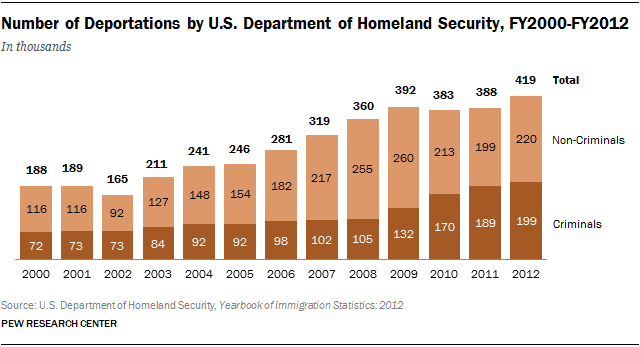 Number of Deportations by U.S. Department of Homeland Security, FY2000-FY2012
In thousands
188 189 165 211 241 246 281 319 360 392 383 388 419 Total
116 116 92 127 148 154 182 217 255 260 213 199 220 Non-Criminals
72 73 73 84 92 92 98 102 105 132 170 189 199 Criminals
2000 2001 2002 2003 2004 2005 2006 2007 2008 2009 2010 2011 2012
Source: U.S. Department of Homeland Security, Yearbook of Immigration Statistics: 2012
PEW RESEARCH CENTER